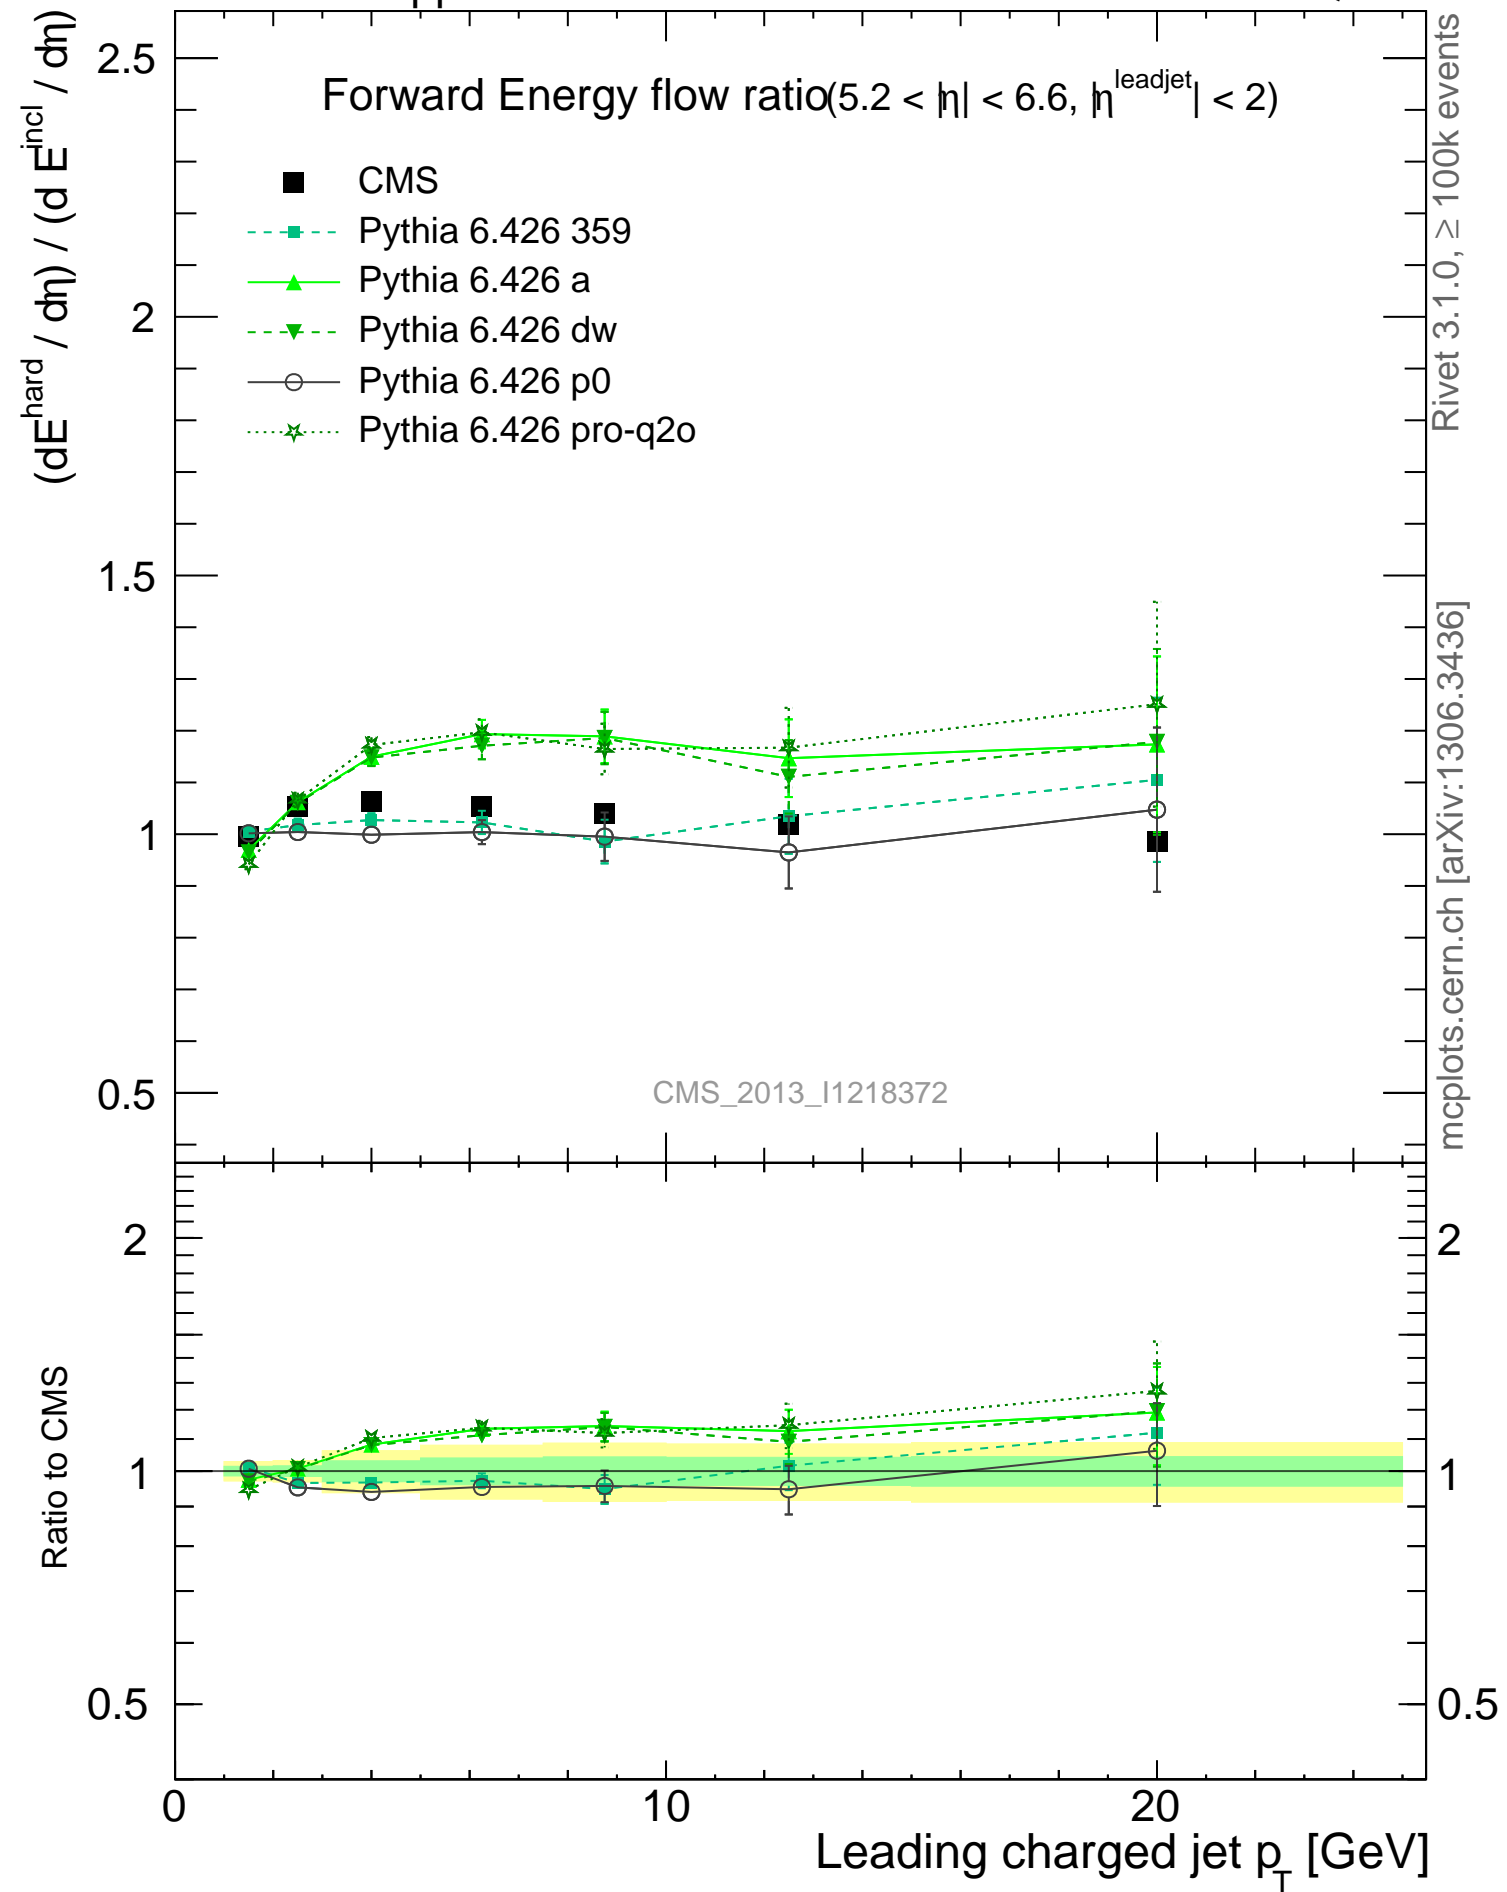 Forward Energy flow ratio(5.2 < |η| < 6.6, |η^leadjet| < 2)
(dE^hard / dη) / (d E^incl / dη)
CMS
Pythia 6.426 359
Pythia 6.426 a
Pythia 6.426 dw
Pythia 6.426 p0
Pythia 6.426 pro-q2o
2.5
2
1.5
1
0.5
CMS_2013_I1218372
Rivet 3.1.0, ≥ 100k events
mcplots.cern.ch [arXiv:1306.3436]
Ratio to CMS
2
1
0.5
2
1
0.5
0
10
20
Leading charged jet p_T [GeV]